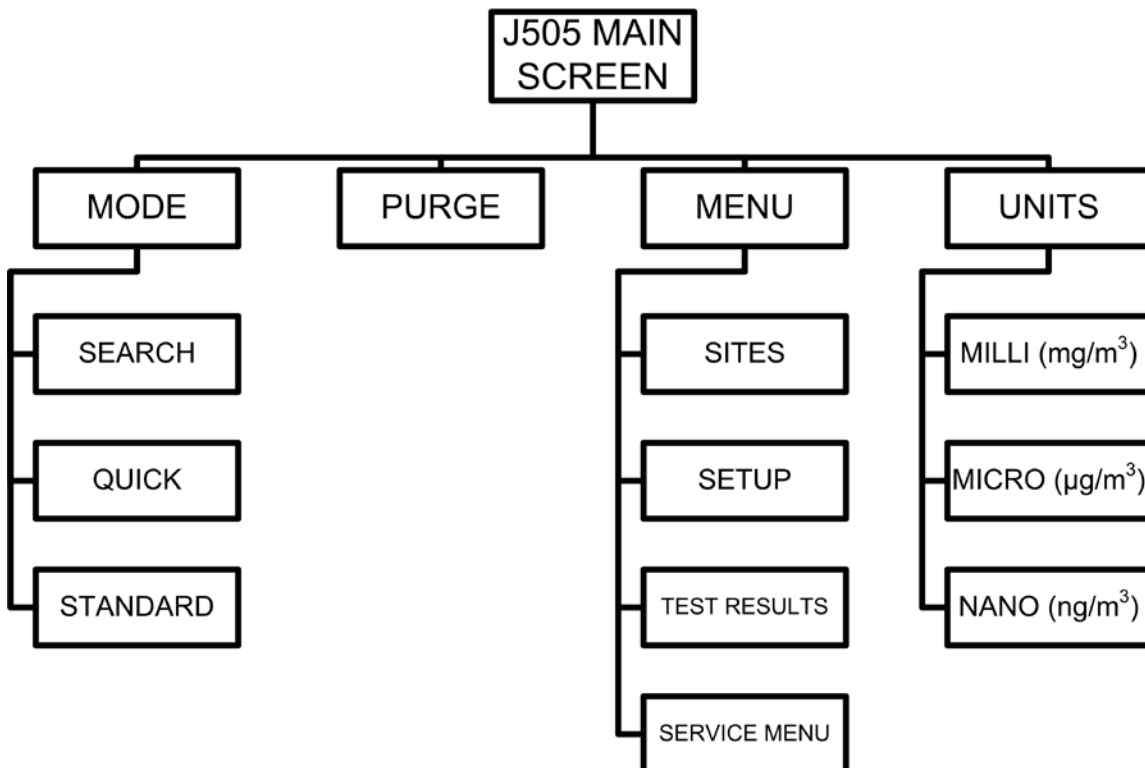 J505 MAIN
SCREEN
MODE
PURGE
MENU
UNITS
SEARCH
SITES
MILLI (mg/m³)
QUICK
SETUP
MICRO (µg/m³)
STANDARD
TEST RESULTS
NANO (ng/m³)
SERVICE MENU